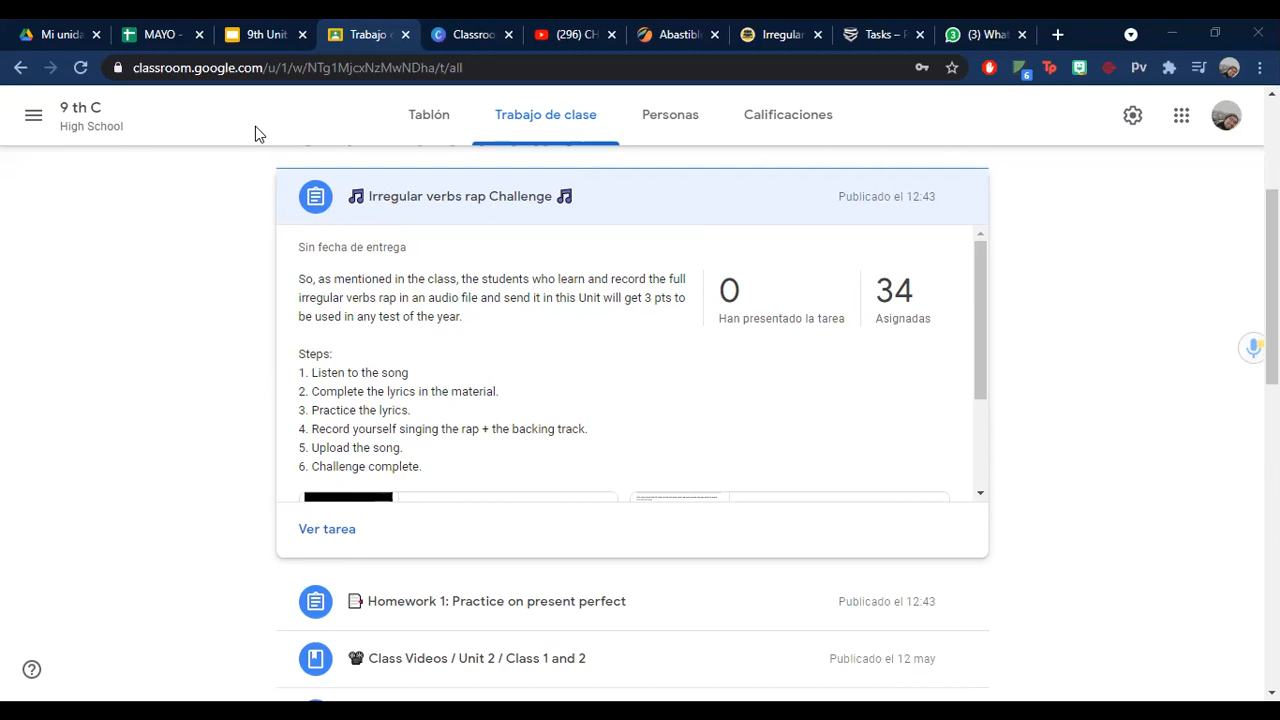 Mi unida
MAYO -
9th Unit
Trabajo
Classroo
(296) CH
Abastible
Irregular
Tasks – P
(3) What
classroom.google.com/u/1/w/NTg1MjcxNzMwNDha/t/all
6
Tp
Pv
9 th C
High School
Tablón
Trabajo de clase
Personas
Calificaciones
Irregular verbs rap Challenge
Publicado el 12:43
Sin fecha de entrega
So, as mentioned in the class, the students who learn and record the full
irregular verbs rap in an audio file and send it in this Unit will get 3 pts to
be used in any test of the year.
0
Han presentado la tarea
34
Asignadas
Steps:
1. Listen to the song
2. Complete the lyrics in the material.
3. Practice the lyrics.
4. Record yourself singing the rap + the backing track.
5. Upload the song.
6. Challenge complete.
Ver tarea
Homework 1: Practice on present perfect
Publicado el 12:43
Class Videos / Unit 2 / Class 1 and 2
Publicado el 12 may